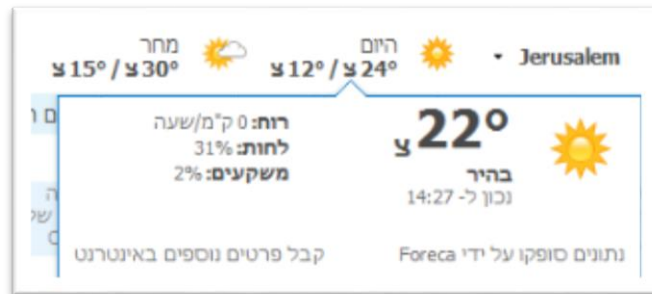 Jerusalem
היום
24° צ / 12° צ
מחר
30° צ / 15° צ
22° צ
בהיר
נכון ל- 14:27
רוח: 0 ק"מ/שעה
לחות: 31%
משקעים: 2%
נתונים סופקו על ידי Foreca
קבל פרטים נוספים באינטרנט